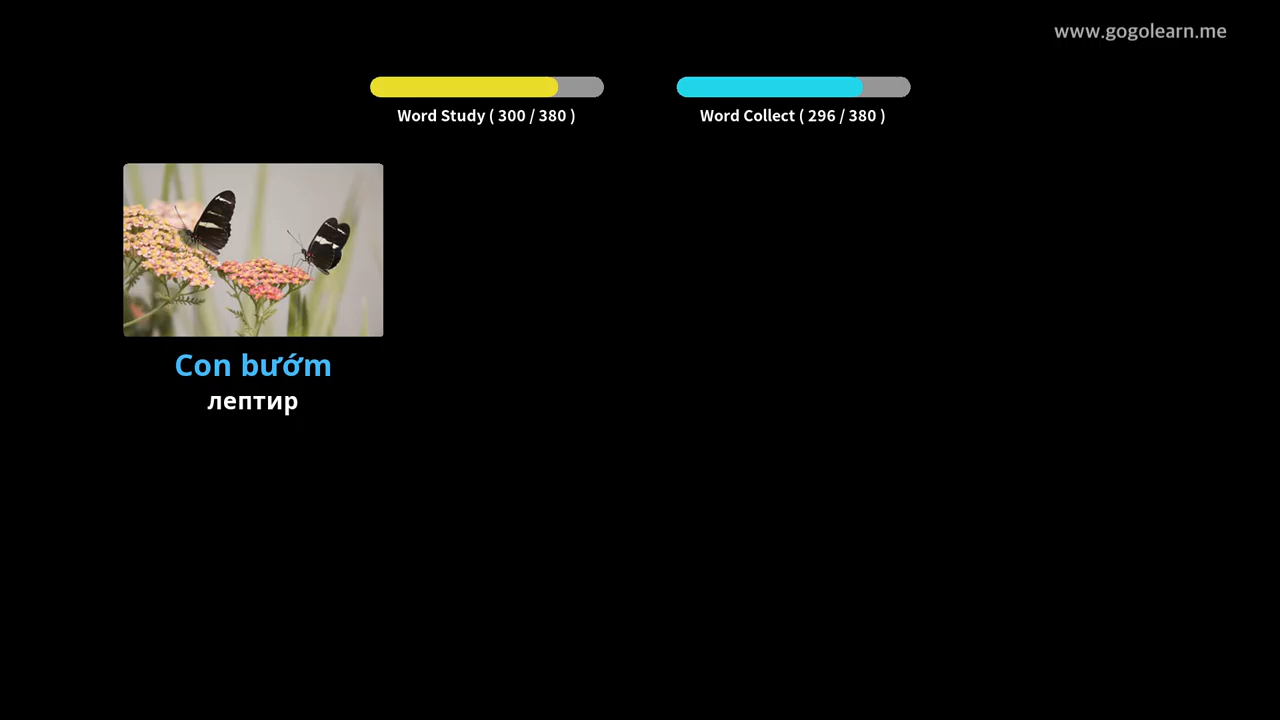 www.gogolearn.me
Word Study ( 300 / 380 )
Word Collect ( 296 / 380 )
Con bướm
лептир